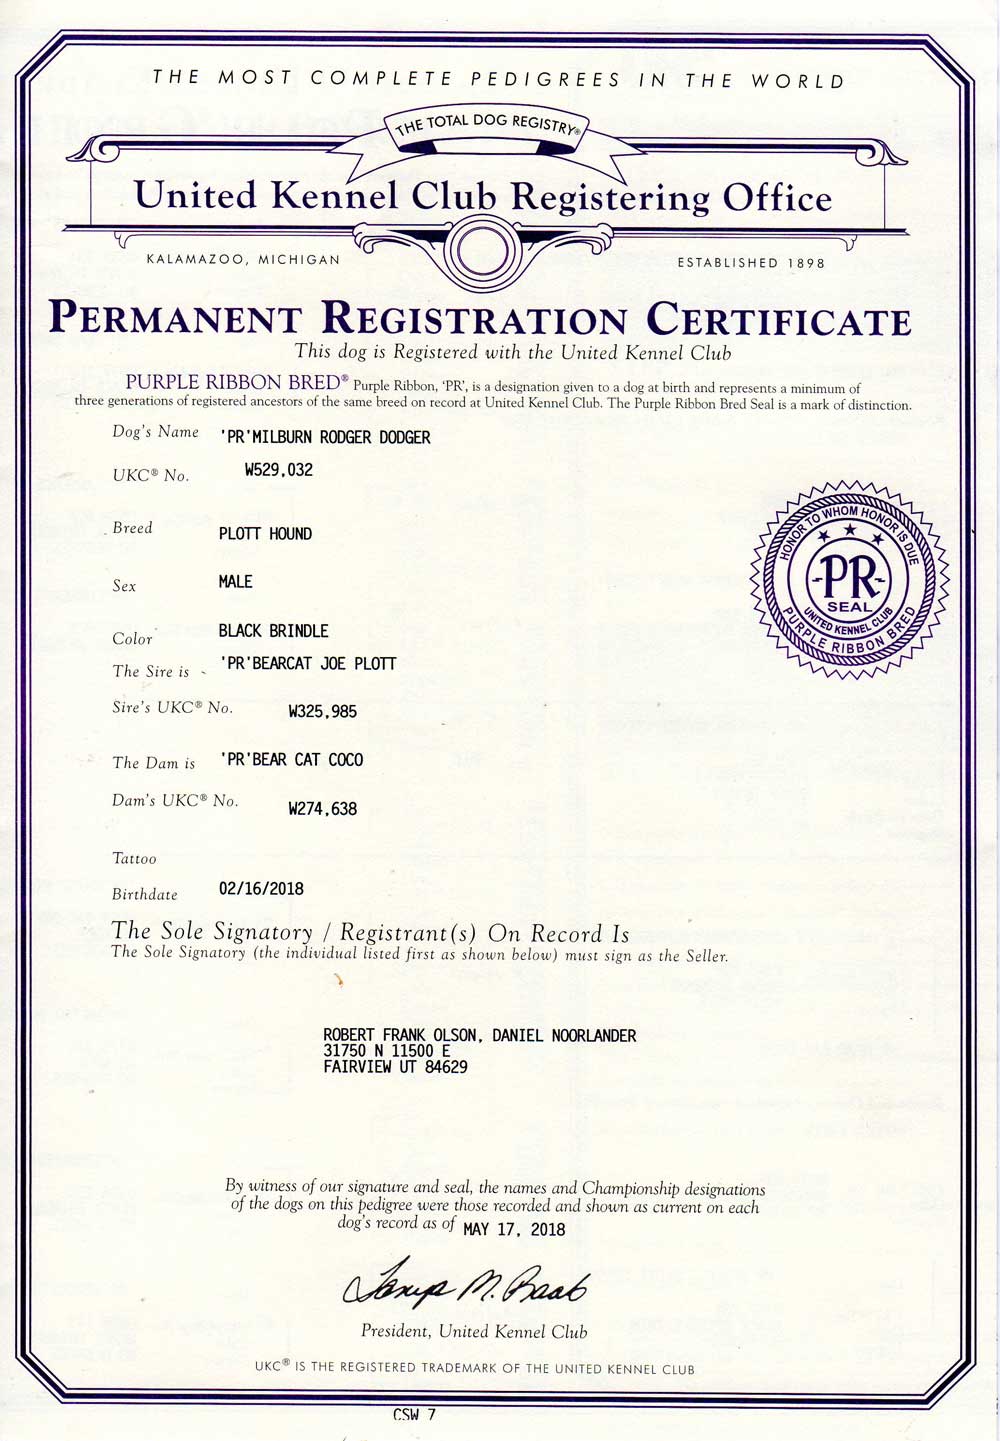 THE MOST COMPLETE PEDIGREES IN THE WORLD
THE TOTAL DOG REGISTRY®
United Kennel Club Registering Office
KALAMAZOO, MICHIGAN
ESTABLISHED 1898
PERMANENT REGISTRATION CERTIFICATE
This dog is Registered with the United Kennel Club
PURPLE RIBBON BRED® Purple Ribbon, 'PR', is a designation given to a dog at birth and represents a minimum of
three generations of registered ancestors of the same breed on record at United Kennel Club. The Purple Ribbon Bred Seal is a mark of distinction.
Dog's Name 'PR'MILBURN RODGER DODGER
UKC® No. W529,032
Breed PLOTT HOUND
Sex MALE
Color BLACK BRINDLE
The Sire is 'PR'BEARCAT JOE PLOTT
Sire's UKC® No. W325,985
The Dam is 'PR'BEAR CAT COCO
Dam's UKC® No. W274,638
Tattoo
Birthdate 02/16/2018
HONOR TO WHOM HONOR IS DUE
-PR-
SEAL
UNITED KENNEL CLUB
PURPLE RIBBON BRED
The Sole Signatory / Registrant(s) On Record Is
The Sole Signatory (the individual listed first as shown below) must sign as the Seller.
ROBERT FRANK OLSON, DANIEL NOORLANDER
31750 N 11500 E
FAIRVIEW UT 84629
By witness of our signature and seal, the names and Championship designations
of the dogs on this pedigree were those recorded and shown as current on each
dog's record as of MAY 17, 2018
President, United Kennel Club
UKC® IS THE REGISTERED TRADEMARK OF THE UNITED KENNEL CLUB
CSW 7